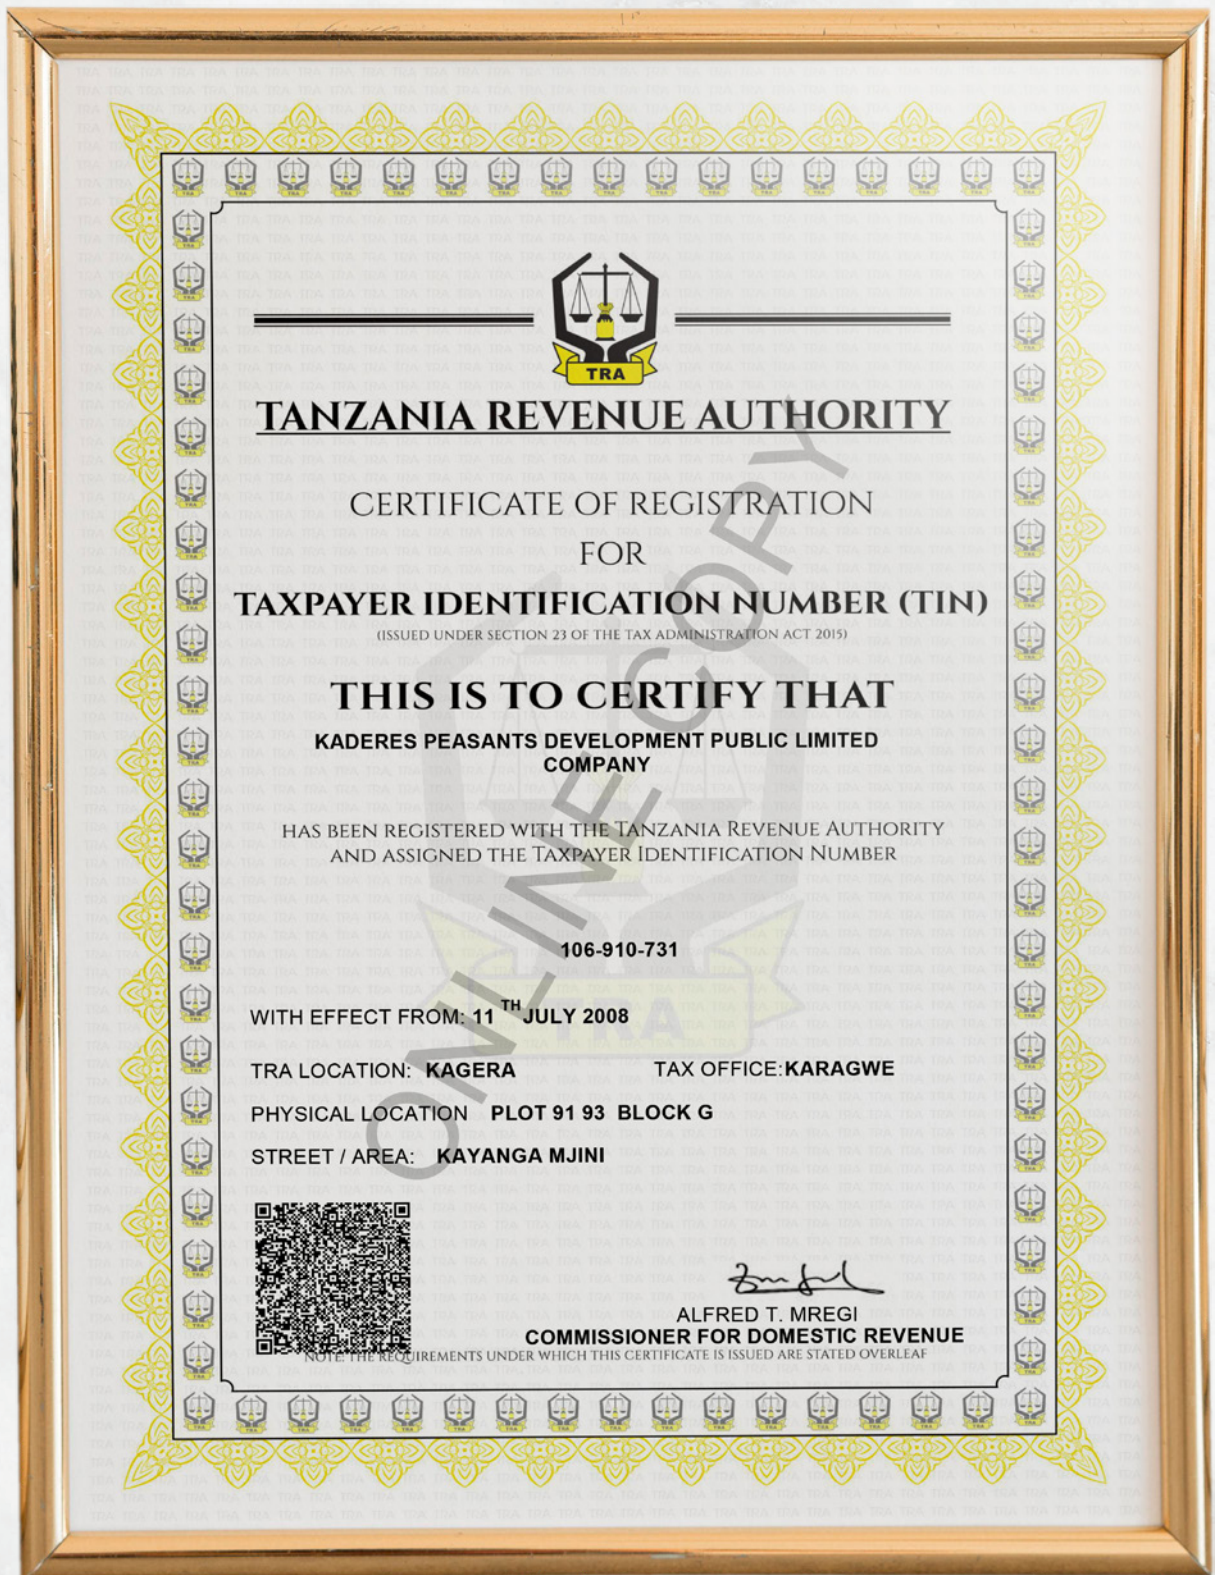 TRA
TANZANIA REVENUE AUTHORITY
CERTIFICATE OF REGISTRATION
FOR
TAXPAYER IDENTIFICATION NUMBER (TIN)
(ISSUED UNDER SECTION 23 OF THE TAX ADMINISTRATION ACT 2015)
THIS IS TO CERTIFY THAT
KADERES PEASANTS DEVELOPMENT PUBLIC LIMITED
COMPANY
HAS BEEN REGISTERED WITH THE TANZANIA REVENUE AUTHORITY
AND ASSIGNED THE TAXPAYER IDENTIFICATION NUMBER
106-910-731
WITH EFFECT FROM: 11 TH JULY 2008
TRA LOCATION: KAGERA TAX OFFICE:KARAGWE
PHYSICAL LOCATION PLOT 91 93 BLOCK G
STREET / AREA: KAYANGA MJINI
ALFRED T. MREGI
COMMISSIONER FOR DOMESTIC REVENUE
NOTE: THE REQUIREMENTS UNDER WHICH THIS CERTIFICATE IS ISSUED ARE STATED OVERLEAF
ONLINE COPY
TRA